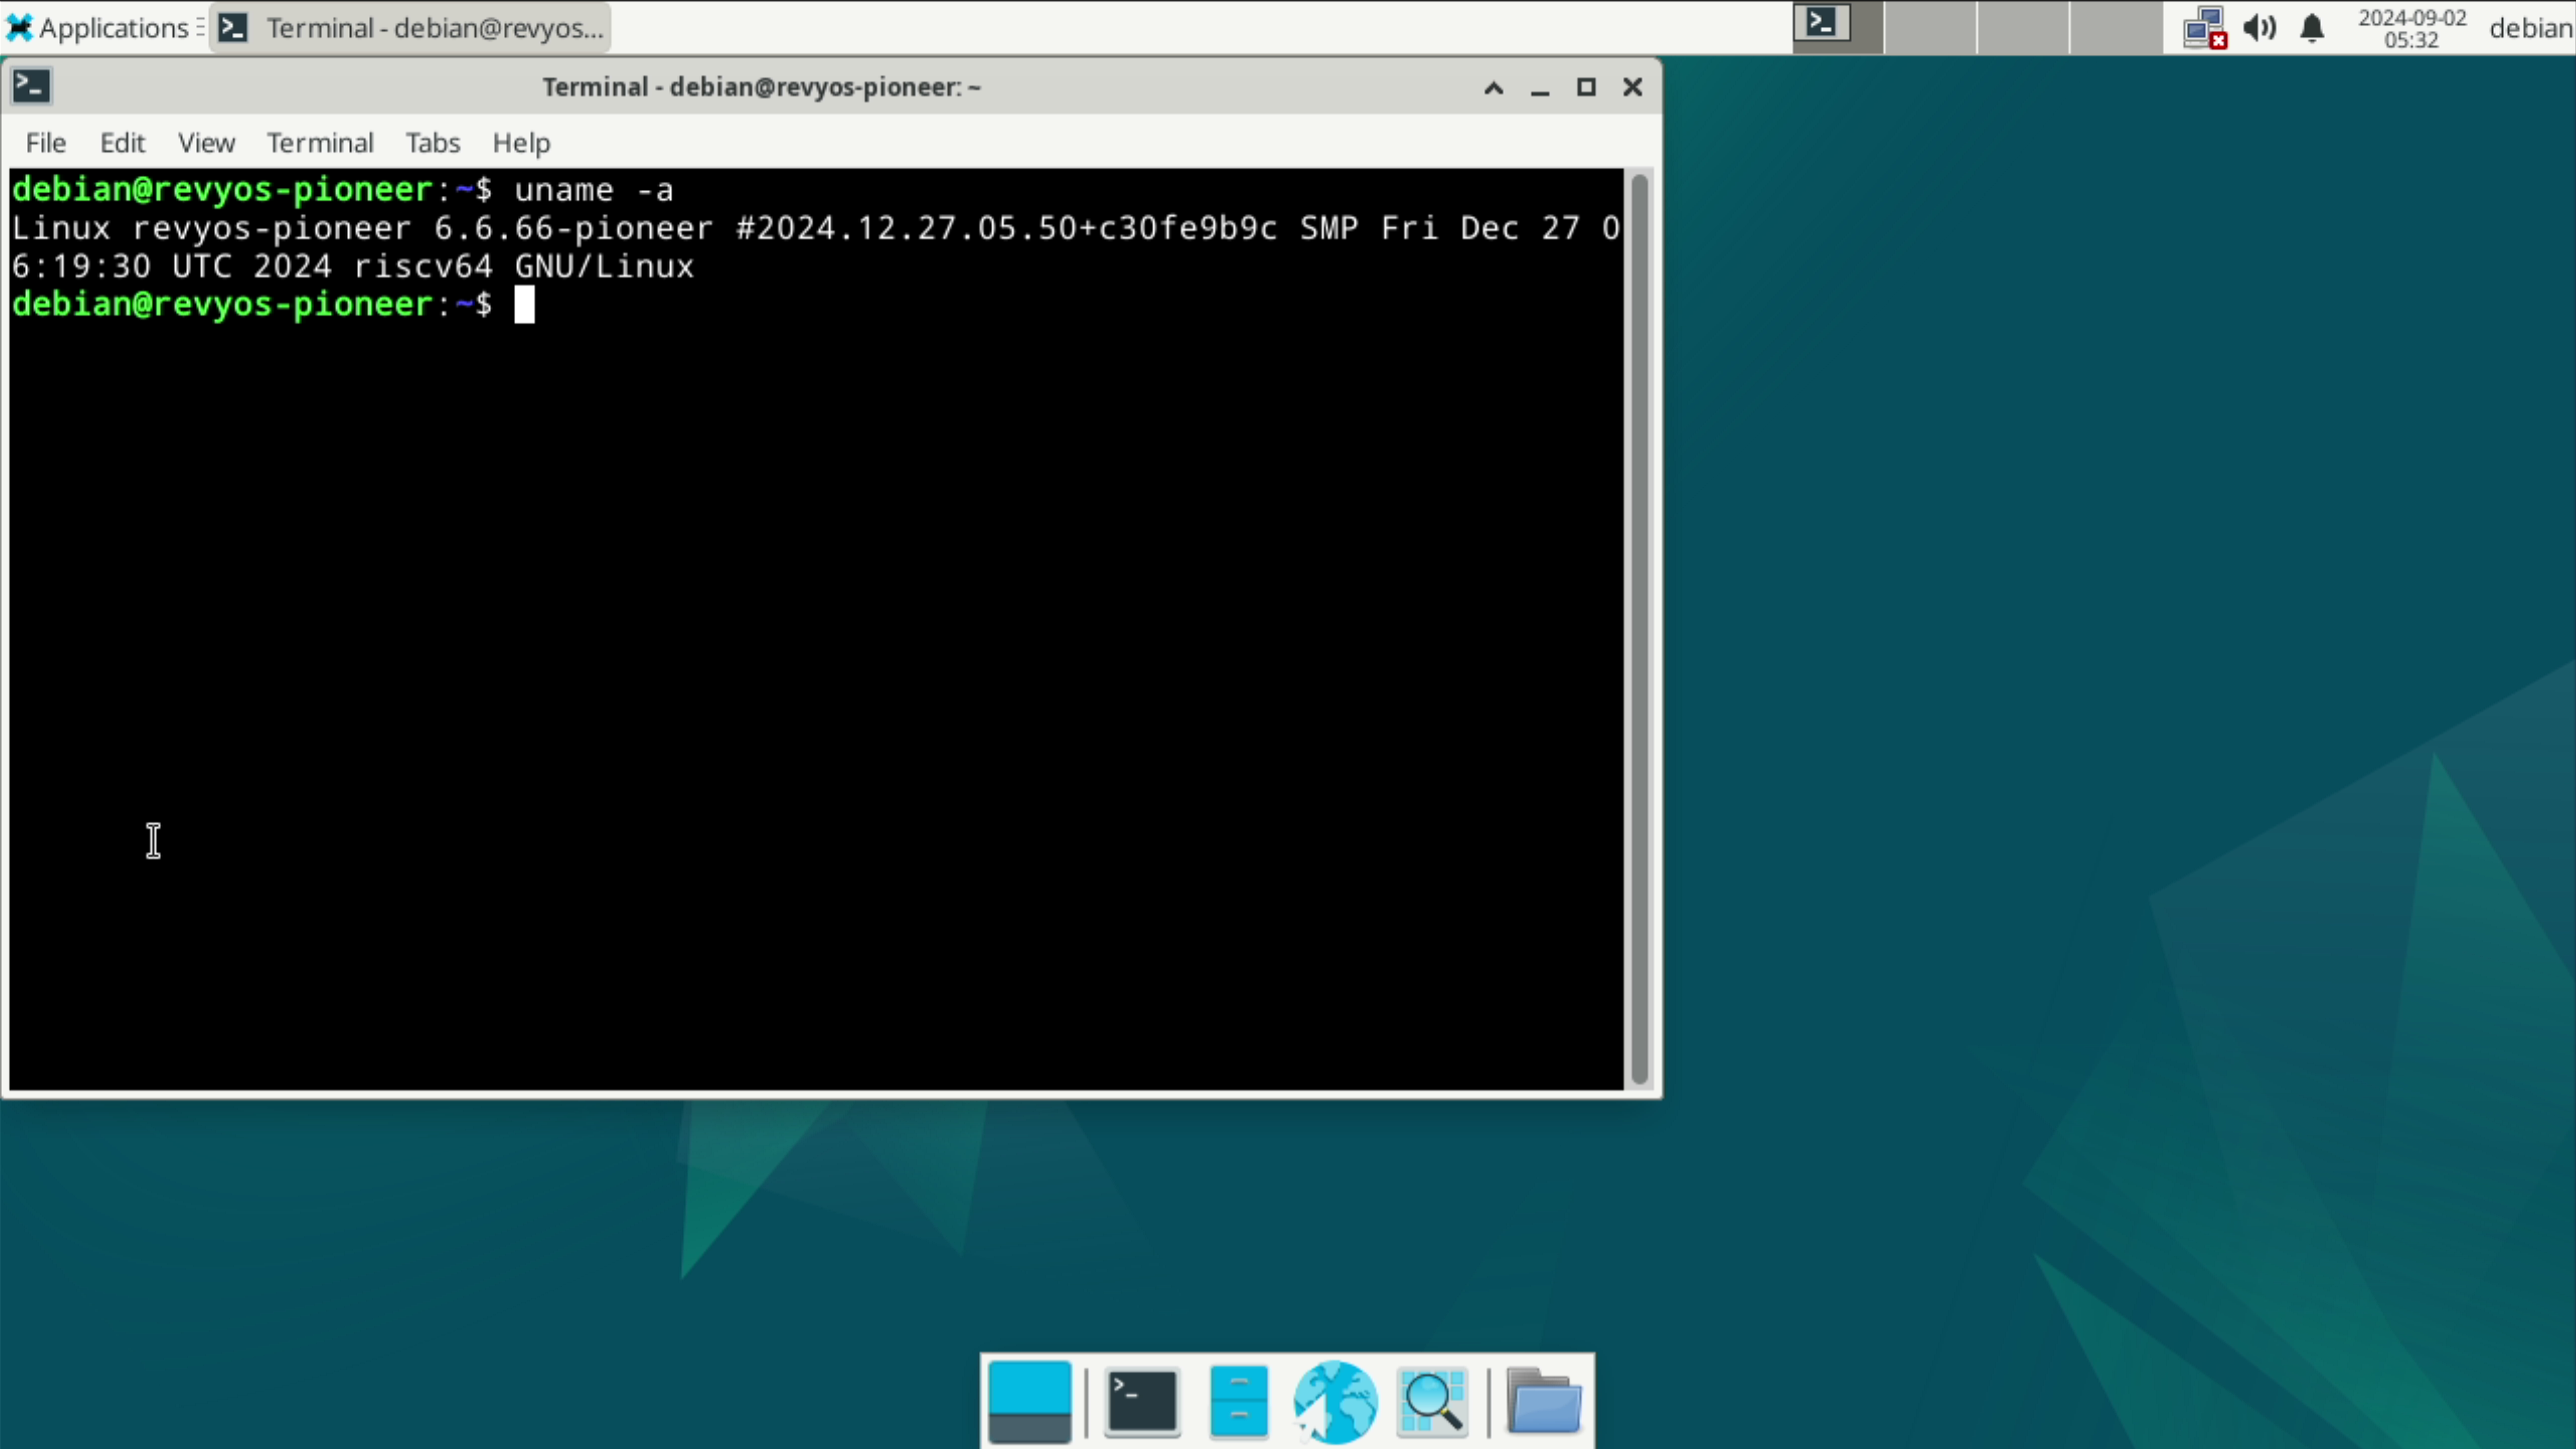 Applications
Terminal - debian@revyos...
2024-09-02
05:32
debian
Terminal - debian@revyos-pioneer: ~
File Edit View Terminal Tabs Help
debian@revyos-pioneer:~$ uname -a
Linux revyos-pioneer 6.6.66-pioneer #2024.12.27.05.50+c30fe9b9c SMP Fri Dec 27 0
6:19:30 UTC 2024 riscv64 GNU/Linux
debian@revyos-pioneer:~$